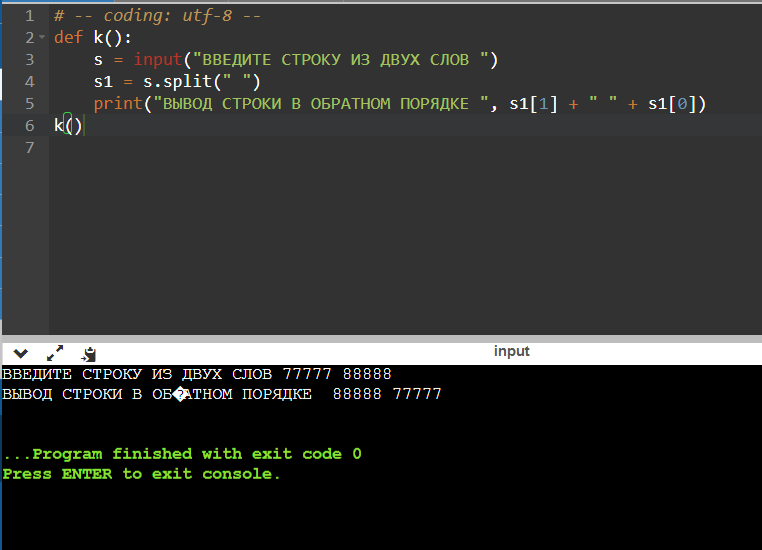 1 # -- coding: utf-8 --
2 def k():
3     s = input("ВВЕДИТЕ СТРОКУ ИЗ ДВУХ СЛОВ ")
4     s1 = s.split(" ")
5     print("ВЫВОД СТРОКИ В ОБРАТНОМ ПОРЯДКЕ ", s1[1] + " " + s1[0])
6 k()
7
input
ВВЕДИТЕ СТРОКУ ИЗ ДВУХ СЛОВ 77777 88888
ВЫВОД СТРОКИ В ОБ�АТНОМ ПОРЯДКЕ  88888 77777
...Program finished with exit code 0
Press ENTER to exit console.